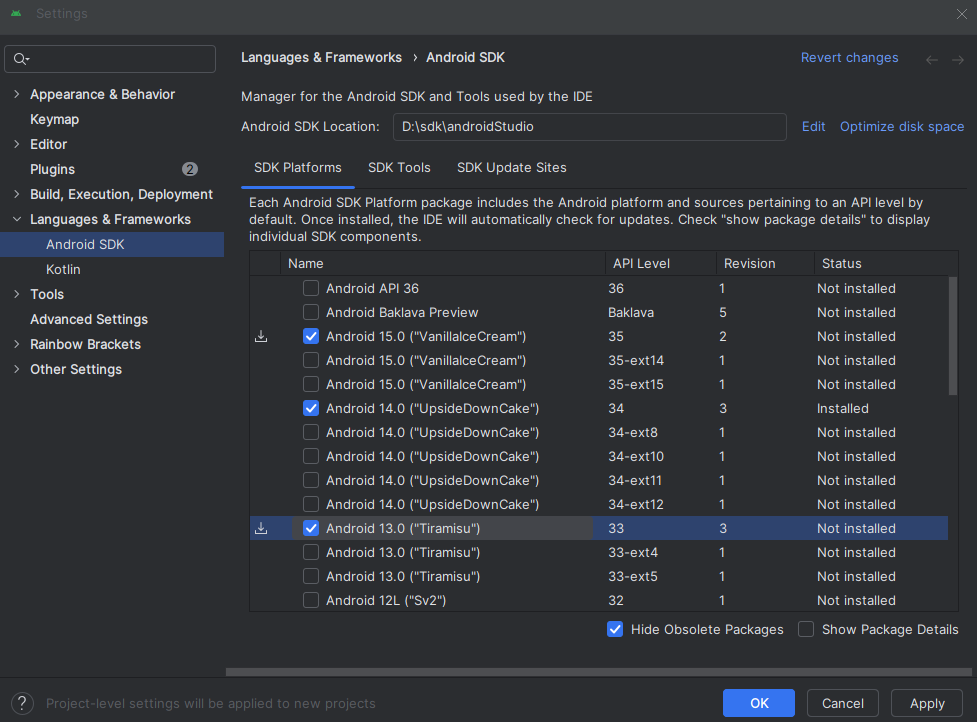 Settings
Languages & Frameworks › Android SDK
Revert changes
Appearance & Behavior
Keymap
Editor
Plugins 2
Build, Execution, Deployment
Languages & Frameworks
Android SDK
Kotlin
Tools
Advanced Settings
Rainbow Brackets
Other Settings
Manager for the Android SDK and Tools used by the IDE
Android SDK Location: D:\sdk\androidStudio Edit Optimize disk space
SDK Platforms SDK Tools SDK Update Sites
Each Android SDK Platform package includes the Android platform and sources pertaining to an API level by
default. Once installed, the IDE will automatically check for updates. Check "show package details" to display
individual SDK components.
Name API Level Revision Status
Android API 36 36 1 Not installed
Android Baklava Preview Baklava 5 Not installed
Android 15.0 ("VanillaIceCream") 35 2 Not installed
Android 15.0 ("VanillaIceCream") 35-ext14 1 Not installed
Android 15.0 ("VanillaIceCream") 35-ext15 1 Not installed
Android 14.0 ("UpsideDownCake") 34 3 Installed
Android 14.0 ("UpsideDownCake") 34-ext8 1 Not installed
Android 14.0 ("UpsideDownCake") 34-ext10 1 Not installed
Android 14.0 ("UpsideDownCake") 34-ext11 1 Not installed
Android 14.0 ("UpsideDownCake") 34-ext12 1 Not installed
Android 13.0 ("Tiramisu") 33 3 Not installed
Android 13.0 ("Tiramisu") 33-ext4 1 Not installed
Android 13.0 ("Tiramisu") 33-ext5 1 Not installed
Android 12L ("Sv2") 32 1 Not installed
Hide Obsolete Packages Show Package Details
? Project-level settings will be applied to new projects
OK Cancel Apply